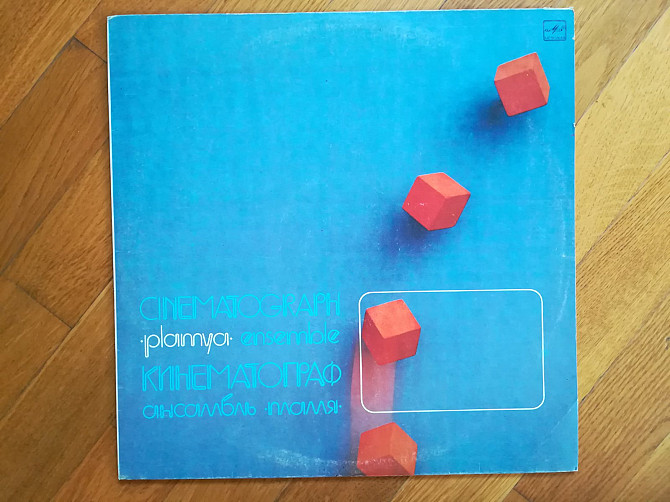 CINEMATOGRAPH
·plamya· ensemble
КИНЕМАТОГРАФ
ансамбль ·пламя·